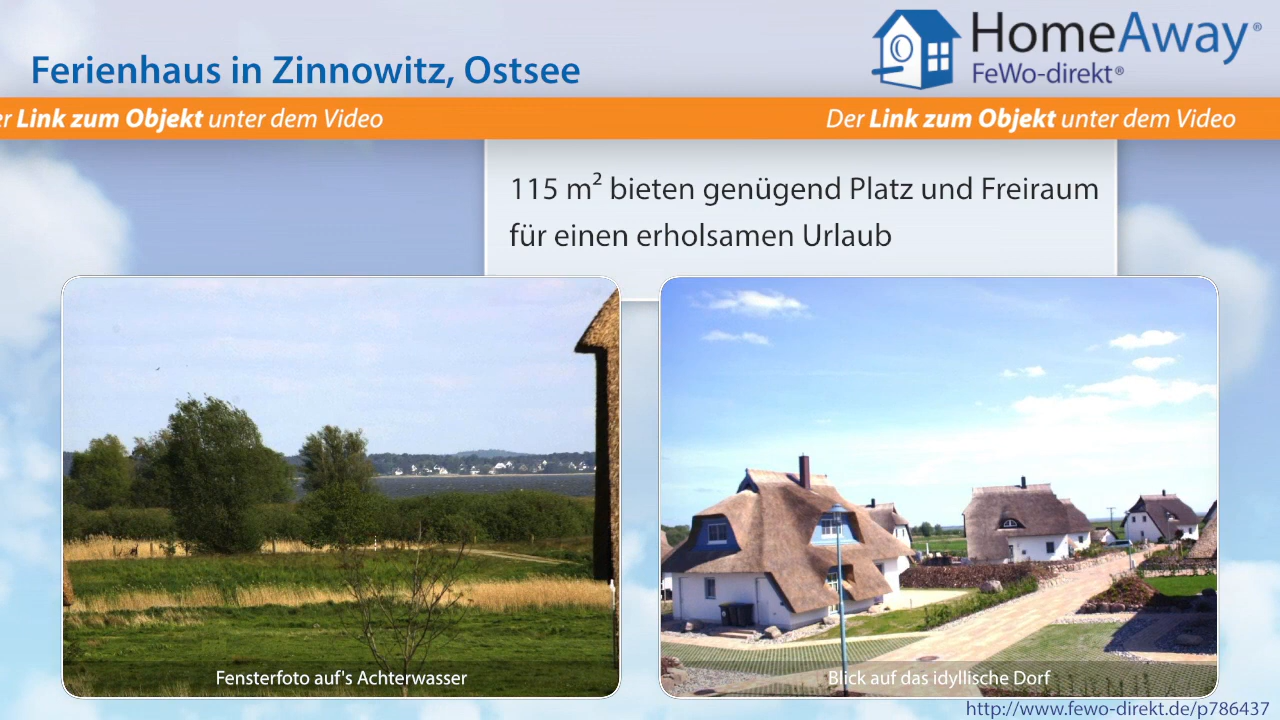 Ferienhaus in Zinnowitz, Ostsee
HomeAway®
FeWo-direkt®
er Link zum Objekt unter dem Video
Der Link zum Objekt unter dem Video
115 m² bieten genügend Platz und Freiraum
für einen erholsamen Urlaub
Fensterfoto auf's Achterwasser
Blick auf das idyllische Dorf
http://www.fewo-direkt.de/p786437